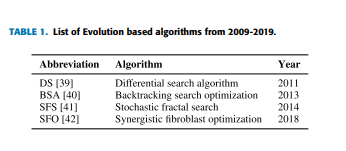 TABLE 1. List of Evolution based algorithms from 2009-2019.
Abbreviation Algorithm Year
DS [39] Differential search algorithm 2011
BSA [40] Backtracking search optimization 2013
SFS [41] Stochastic fractal search 2014
SFO [42] Synergistic fibroblast optimization 2018